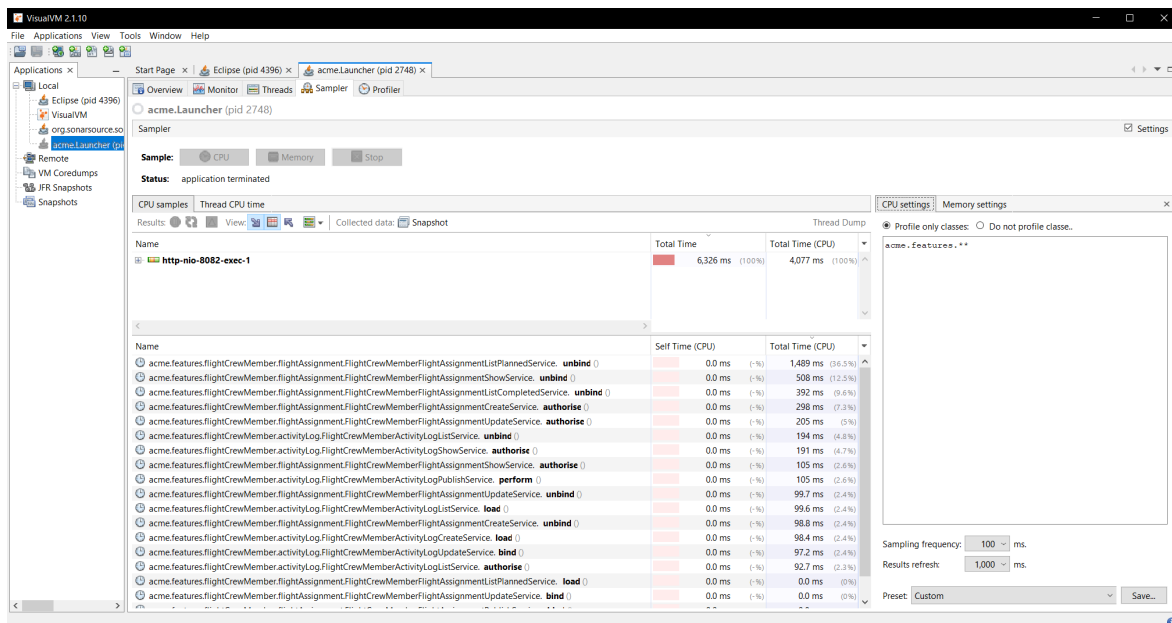 VisualVM 2.1.10
File Applications View Tools Window Help
Applications ×
Start Page × Eclipse (pid 4396) × acme.Launcher (pid 2748) ×
Local
Eclipse (pid 4396)
VisualVM
org.sonarsource.so
acme.Launcher (pi
Remote
VM Coredumps
JFR Snapshots
Snapshots
Overview Monitor Threads Sampler Profiler
acme.Launcher (pid 2748)
Sampler Settings
Sample: CPU Memory Stop
Status: application terminated
CPU samples Thread CPU time
Results: View: Collected data: Snapshot Thread Dump
Name Total Time Total Time (CPU)
http-nio-8082-exec-1 6,326 ms (100%) 4,077 ms (100%)
Name Self Time (CPU) Total Time (CPU)
acme.features.flightCrewMember.flightAssignment.FlightCrewMemberFlightAssignmentListPlannedService. unbind () 0.0 ms (-%) 1,489 ms (36.5%)
acme.features.flightCrewMember.flightAssignment.FlightCrewMemberFlightAssignmentShowService. unbind () 0.0 ms (-%) 508 ms (12.5%)
acme.features.flightCrewMember.flightAssignment.FlightCrewMemberFlightAssignmentListCompletedService. unbind () 0.0 ms (-%) 392 ms (9.6%)
acme.features.flightCrewMember.flightAssignment.FlightCrewMemberFlightAssignmentCreateService. authorise () 0.0 ms (-%) 298 ms (7.3%)
acme.features.flightCrewMember.flightAssignment.FlightCrewMemberFlightAssignmentUpdateService. authorise () 0.0 ms (-%) 205 ms (5%)
acme.features.flightCrewMember.activityLog.FlightCrewMemberActivityLogListService. unbind () 0.0 ms (-%) 194 ms (4.8%)
acme.features.flightCrewMember.activityLog.FlightCrewMemberActivityLogShowService. authorise () 0.0 ms (-%) 191 ms (4.7%)
acme.features.flightCrewMember.flightAssignment.FlightCrewMemberFlightAssignmentShowService. authorise () 0.0 ms (-%) 105 ms (2.6%)
acme.features.flightCrewMember.activityLog.FlightCrewMemberActivityLogPublishService. perform () 0.0 ms (-%) 105 ms (2.6%)
acme.features.flightCrewMember.flightAssignment.FlightCrewMemberFlightAssignmentUpdateService. unbind () 0.0 ms (-%) 99.7 ms (2.4%)
acme.features.flightCrewMember.activityLog.FlightCrewMemberActivityLogListService. load () 0.0 ms (-%) 99.6 ms (2.4%)
acme.features.flightCrewMember.flightAssignment.FlightCrewMemberFlightAssignmentCreateService. unbind () 0.0 ms (-%) 98.8 ms (2.4%)
acme.features.flightCrewMember.activityLog.FlightCrewMemberActivityLogCreateService. load () 0.0 ms (-%) 98.4 ms (2.4%)
acme.features.flightCrewMember.activityLog.FlightCrewMemberActivityLogUpdateService. bind () 0.0 ms (-%) 97.2 ms (2.4%)
acme.features.flightCrewMember.activityLog.FlightCrewMemberActivityLogListService. authorise () 0.0 ms (-%) 92.7 ms (2.3%)
acme.features.flightCrewMember.flightAssignment.FlightCrewMemberFlightAssignmentListPlannedService. load () 0.0 ms (-%) 0.0 ms (0%)
acme.features.flightCrewMember.flightAssignment.FlightCrewMemberFlightAssignmentUpdateService. bind () 0.0 ms (-%) 0.0 ms (0%)
CPU settings Memory settings ×
Profile only classes: Do not profile classe..
acme.features.**
Sampling frequency: 100 ms.
Results refresh: 1,000 ms.
Preset: Custom Save...